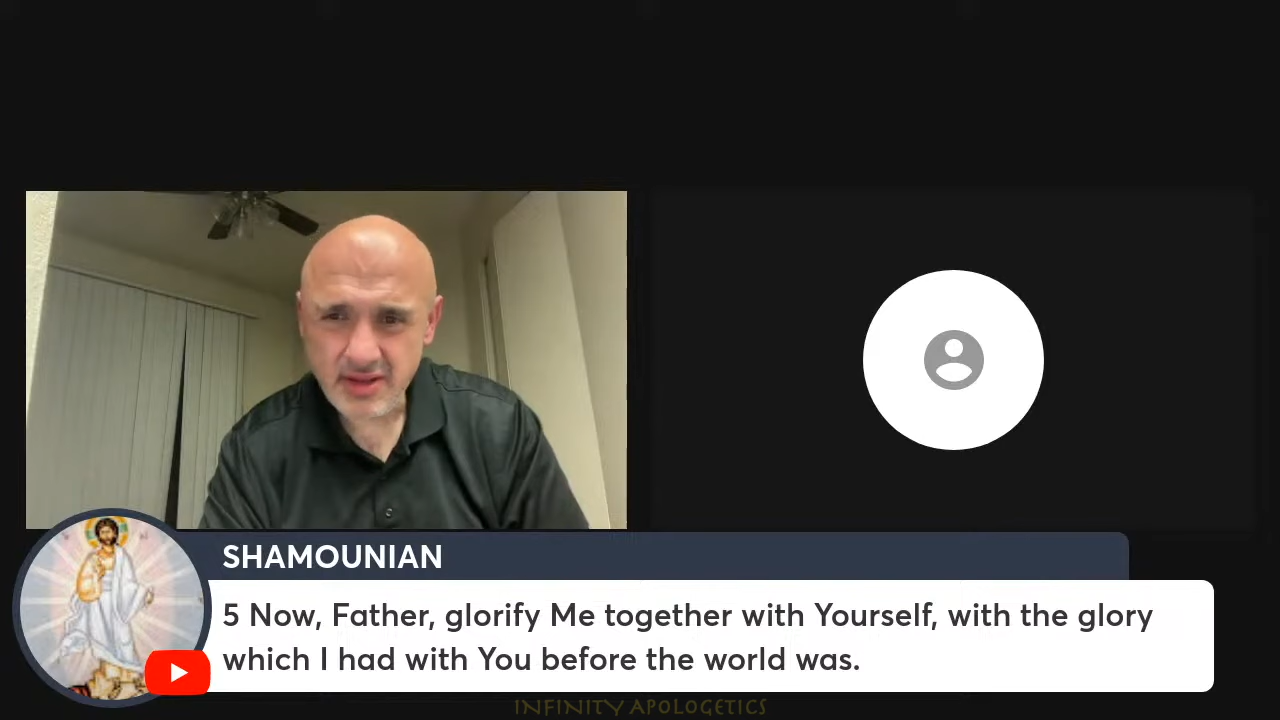 SHAMOUNIAN
5 Now, Father, glorify Me together with Yourself, with the glory
which I had with You before the world was.
INFINITY APOLOGETICS